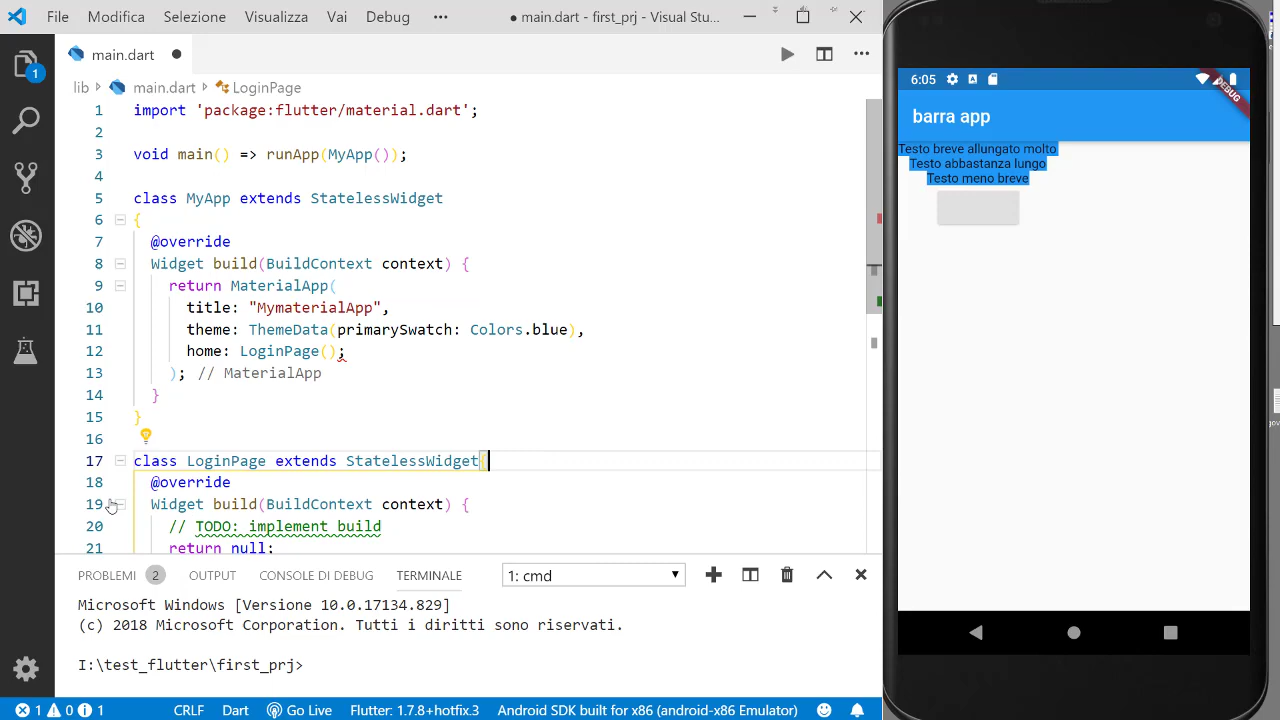 File Modifica Selezione Visualizza Vai Debug ••• ● main.dart - first_prj - Visual Stu...
main.dart ●
1
lib > main.dart > LoginPage
1 import 'package:flutter/material.dart';
2
3 void main() => runApp(MyApp());
4
5 class MyApp extends StatelessWidget
6 {
7 @override
8 Widget build(BuildContext context) {
9 return MaterialApp(
10 title: "MymaterialApp",
11 theme: ThemeData(primarySwatch: Colors.blue),
12 home: LoginPage();
13 ); // MaterialApp
14 }
15 }
16
17 class LoginPage extends StatelessWidget{
18 @override
19 Widget build(BuildContext context) {
20 // TODO: implement build
21 return null;
PROBLEMI 2 OUTPUT CONSOLE DI DEBUG TERMINALE 1: cmd
Microsoft Windows [Versione 10.0.17134.829]
(c) 2018 Microsoft Corporation. Tutti i diritti sono riservati.
I:\test_flutter\first_prj>
1 0 1 CRLF Dart Go Live Flutter: 1.7.8+hotfix.3 Android SDK built for x86 (android-x86 Emulator)
6:05
DEBUG
barra app
Testo breve allungato molto
Testo abbastanza lungo
Testo meno breve